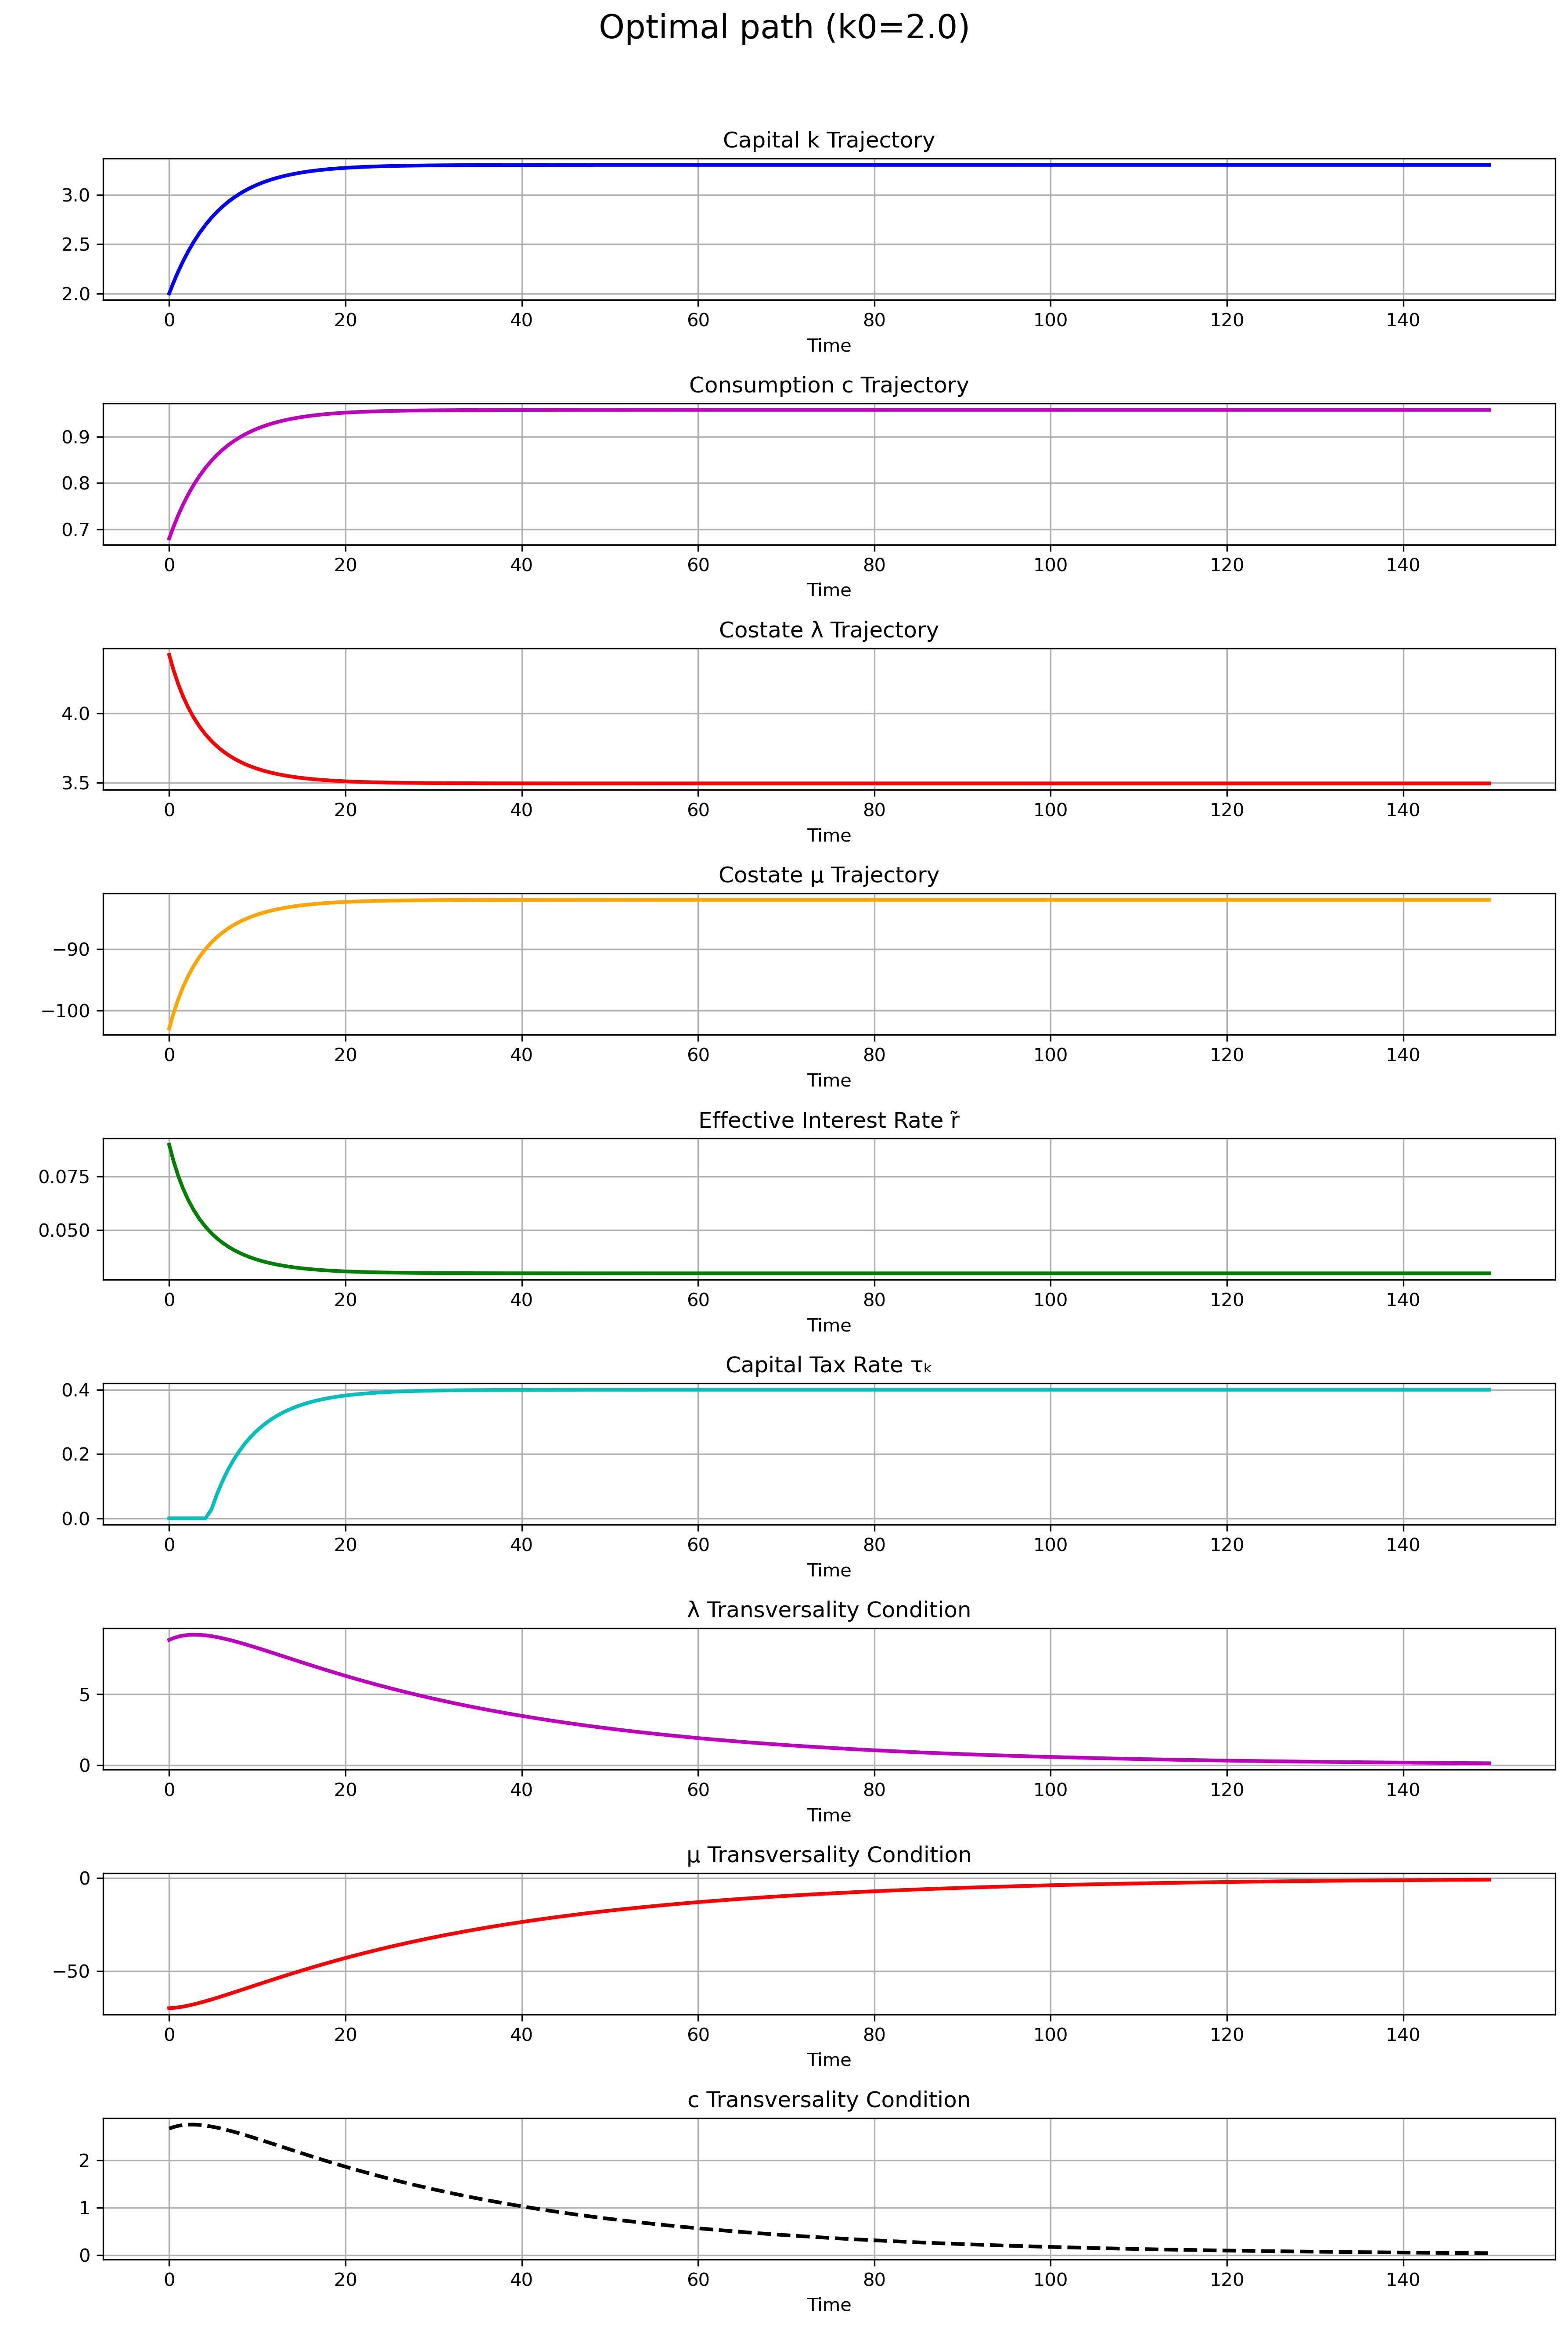 Optimal path (k0=2.0)
Capital k Trajectory
3.0
2.5
2.0
0 20 40 60 80 100 120 140
Time
Consumption c Trajectory
0.9
0.8
0.7
0 20 40 60 80 100 120 140
Time
Costate λ Trajectory
4.0
3.5
0 20 40 60 80 100 120 140
Time
Costate μ Trajectory
−90
−100
0 20 40 60 80 100 120 140
Time
Effective Interest Rate r̃
0.075
0.050
0 20 40 60 80 100 120 140
Time
Capital Tax Rate τₖ
0.4
0.2
0.0
0 20 40 60 80 100 120 140
Time
λ Transversality Condition
5
0
0 20 40 60 80 100 120 140
Time
μ Transversality Condition
0
−50
0 20 40 60 80 100 120 140
Time
c Transversality Condition
2
1
0
0 20 40 60 80 100 120 140
Time